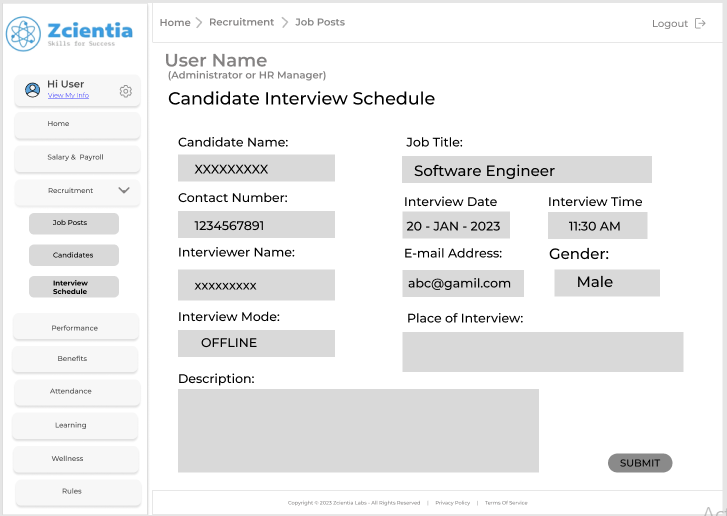 Zcientia
Skills for Success
Home > Recruitment > Job Posts
Logout
Hi User
View My Info
Home
Salary & Payroll
Recruitment
Job Posts
Candidates
Interview
Schedule
Performance
Benefits
Attendance
Learning
Wellness
Rules
User Name
(Administrator or HR Manager)
Candidate Interview Schedule
Candidate Name:
XXXXXXXXX
Job Title:
Software Engineer
Contact Number:
1234567891
Interview Date
20 - JAN - 2023
Interview Time
11:30 AM
Interviewer Name:
xxxxxxxxx
E-mail Address:
abc@gamil.com
Gender:
Male
Interview Mode:
OFFLINE
Place of Interview:
Description:
SUBMIT
Copyright © 2023 Zcientia Labs - All Rights Reserved | Privacy Policy | Terms Of Service